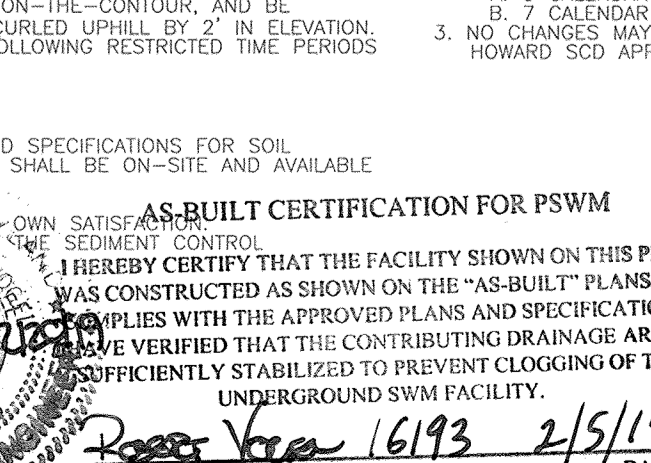 ON-THE-CONTOUR, AND BE
CURLED UPHILL BY 2' IN ELEVATION.
OLLOWING RESTRICTED TIME PERIODS
B. 7 CALENDAR
3. NO CHANGES MAY
HOWARD SCD APP
D SPECIFICATIONS FOR SOIL
SHALL BE ON-SITE AND AVAILABLE
OWN SATISFACTION.
THE SEDIMENT CONTROL
AS-BUILT CERTIFICATION FOR PSWM
I HEREBY CERTIFY THAT THE FACILITY SHOWN ON THIS P
WAS CONSTRUCTED AS SHOWN ON THE "AS-BUILT" PLANS
OMPLIES WITH THE APPROVED PLANS AND SPECIFICATIO
HAVE VERIFIED THAT THE CONTRIBUTING DRAINAGE AR
SUFFICIENTLY STABILIZED TO PREVENT CLOGGING OF T
UNDERGROUND SWM FACILITY.
16193 2/5/1